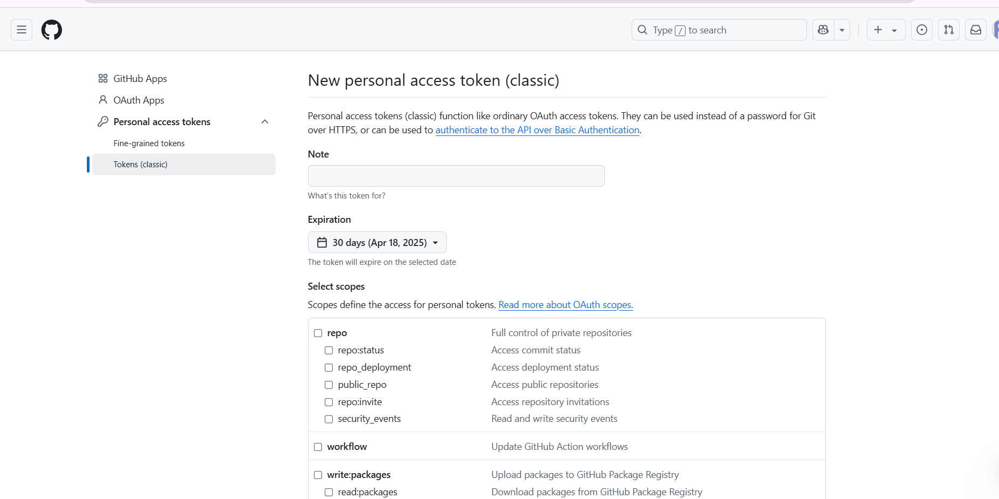 Type / to search
GitHub Apps
OAuth Apps
Personal access tokens
Fine-grained tokens
Tokens (classic)
New personal access token (classic)
Personal access tokens (classic) function like ordinary OAuth access tokens. They can be used instead of a password for Git
over HTTPS, or can be used to authenticate to the API over Basic Authentication.
Note
What's this token for?
Expiration
30 days (Apr 18, 2025)
The token will expire on the selected date
Select scopes
Scopes define the access for personal tokens. Read more about OAuth scopes.
repo Full control of private repositories
repo:status Access commit status
repo_deployment Access deployment status
public_repo Access public repositories
repo:invite Access repository invitations
security_events Read and write security events
workflow Update GitHub Action workflows
write:packages Upload packages to GitHub Package Registry
read:packages Download packages from GitHub Package Registry